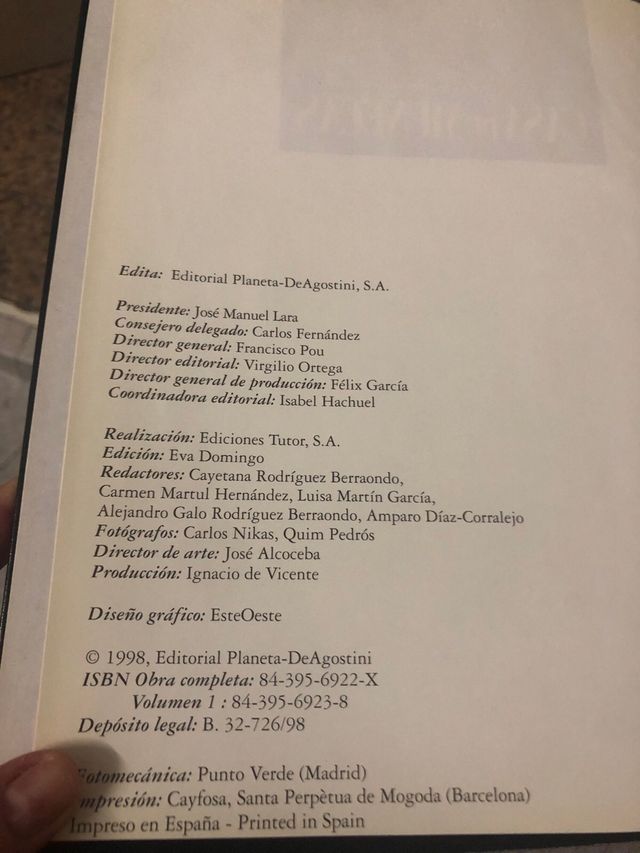 Edita: Editorial Planeta-DeAgostini, S.A.
Presidente: José Manuel Lara
Consejero delegado: Carlos Fernández
Director general: Francisco Pou
Director editorial: Virgilio Ortega
Director general de producción: Félix García
Coordinadora editorial: Isabel Hachuel
Realización: Ediciones Tutor, S.A.
Edición: Eva Domingo
Redactores: Cayetana Rodríguez Berraondo,
Carmen Martul Hernández, Luisa Martín García,
Alejandro Galo Rodríguez Berraondo, Amparo Díaz-Corralejo
Fotógrafos: Carlos Nikas, Quim Pedrós
Director de arte: José Alcoceba
Producción: Ignacio de Vicente
Diseño gráfico: EsteOeste
© 1998, Editorial Planeta-DeAgostini
ISBN Obra completa: 84-395-6922-X
Volumen 1 : 84-395-6923-8
Depósito legal: B. 32-726/98
Fotomecánica: Punto Verde (Madrid)
mpresión: Cayfosa, Santa Perpètua de Mogoda (Barcelona)
Impreso en España - Printed in Spain